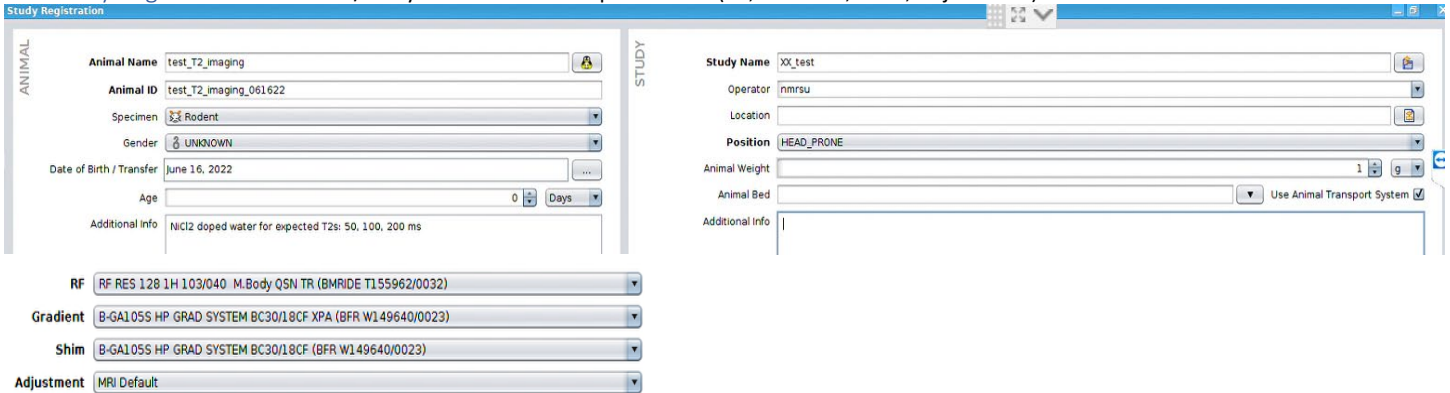 Study Registration
ANIMAL
Animal Name test_T2_imaging
Animal ID test_T2_imaging_061622
Specimen Rodent
Gender UNKNOWN
Date of Birth / Transfer June 16, 2022 ...
Age 0 Days
Additional Info NiCl2 doped water for expected T2s: 50, 100, 200 ms
STUDY
Study Name XX_test
Operator nmrsu
Location
Position HEAD_PRONE
Animal Weight 1 g
Animal Bed Use Animal Transport System
Additional Info
RF RF RES 128 1H 103/040 M.Body QSN TR (BMRIDE T155962/0032)
Gradient B-GA105S HP GRAD SYSTEM BC30/18CF XPA (BFR W149640/0023)
Shim B-GA105S HP GRAD SYSTEM BC30/18CF (BFR W149640/0023)
Adjustment MRI Default